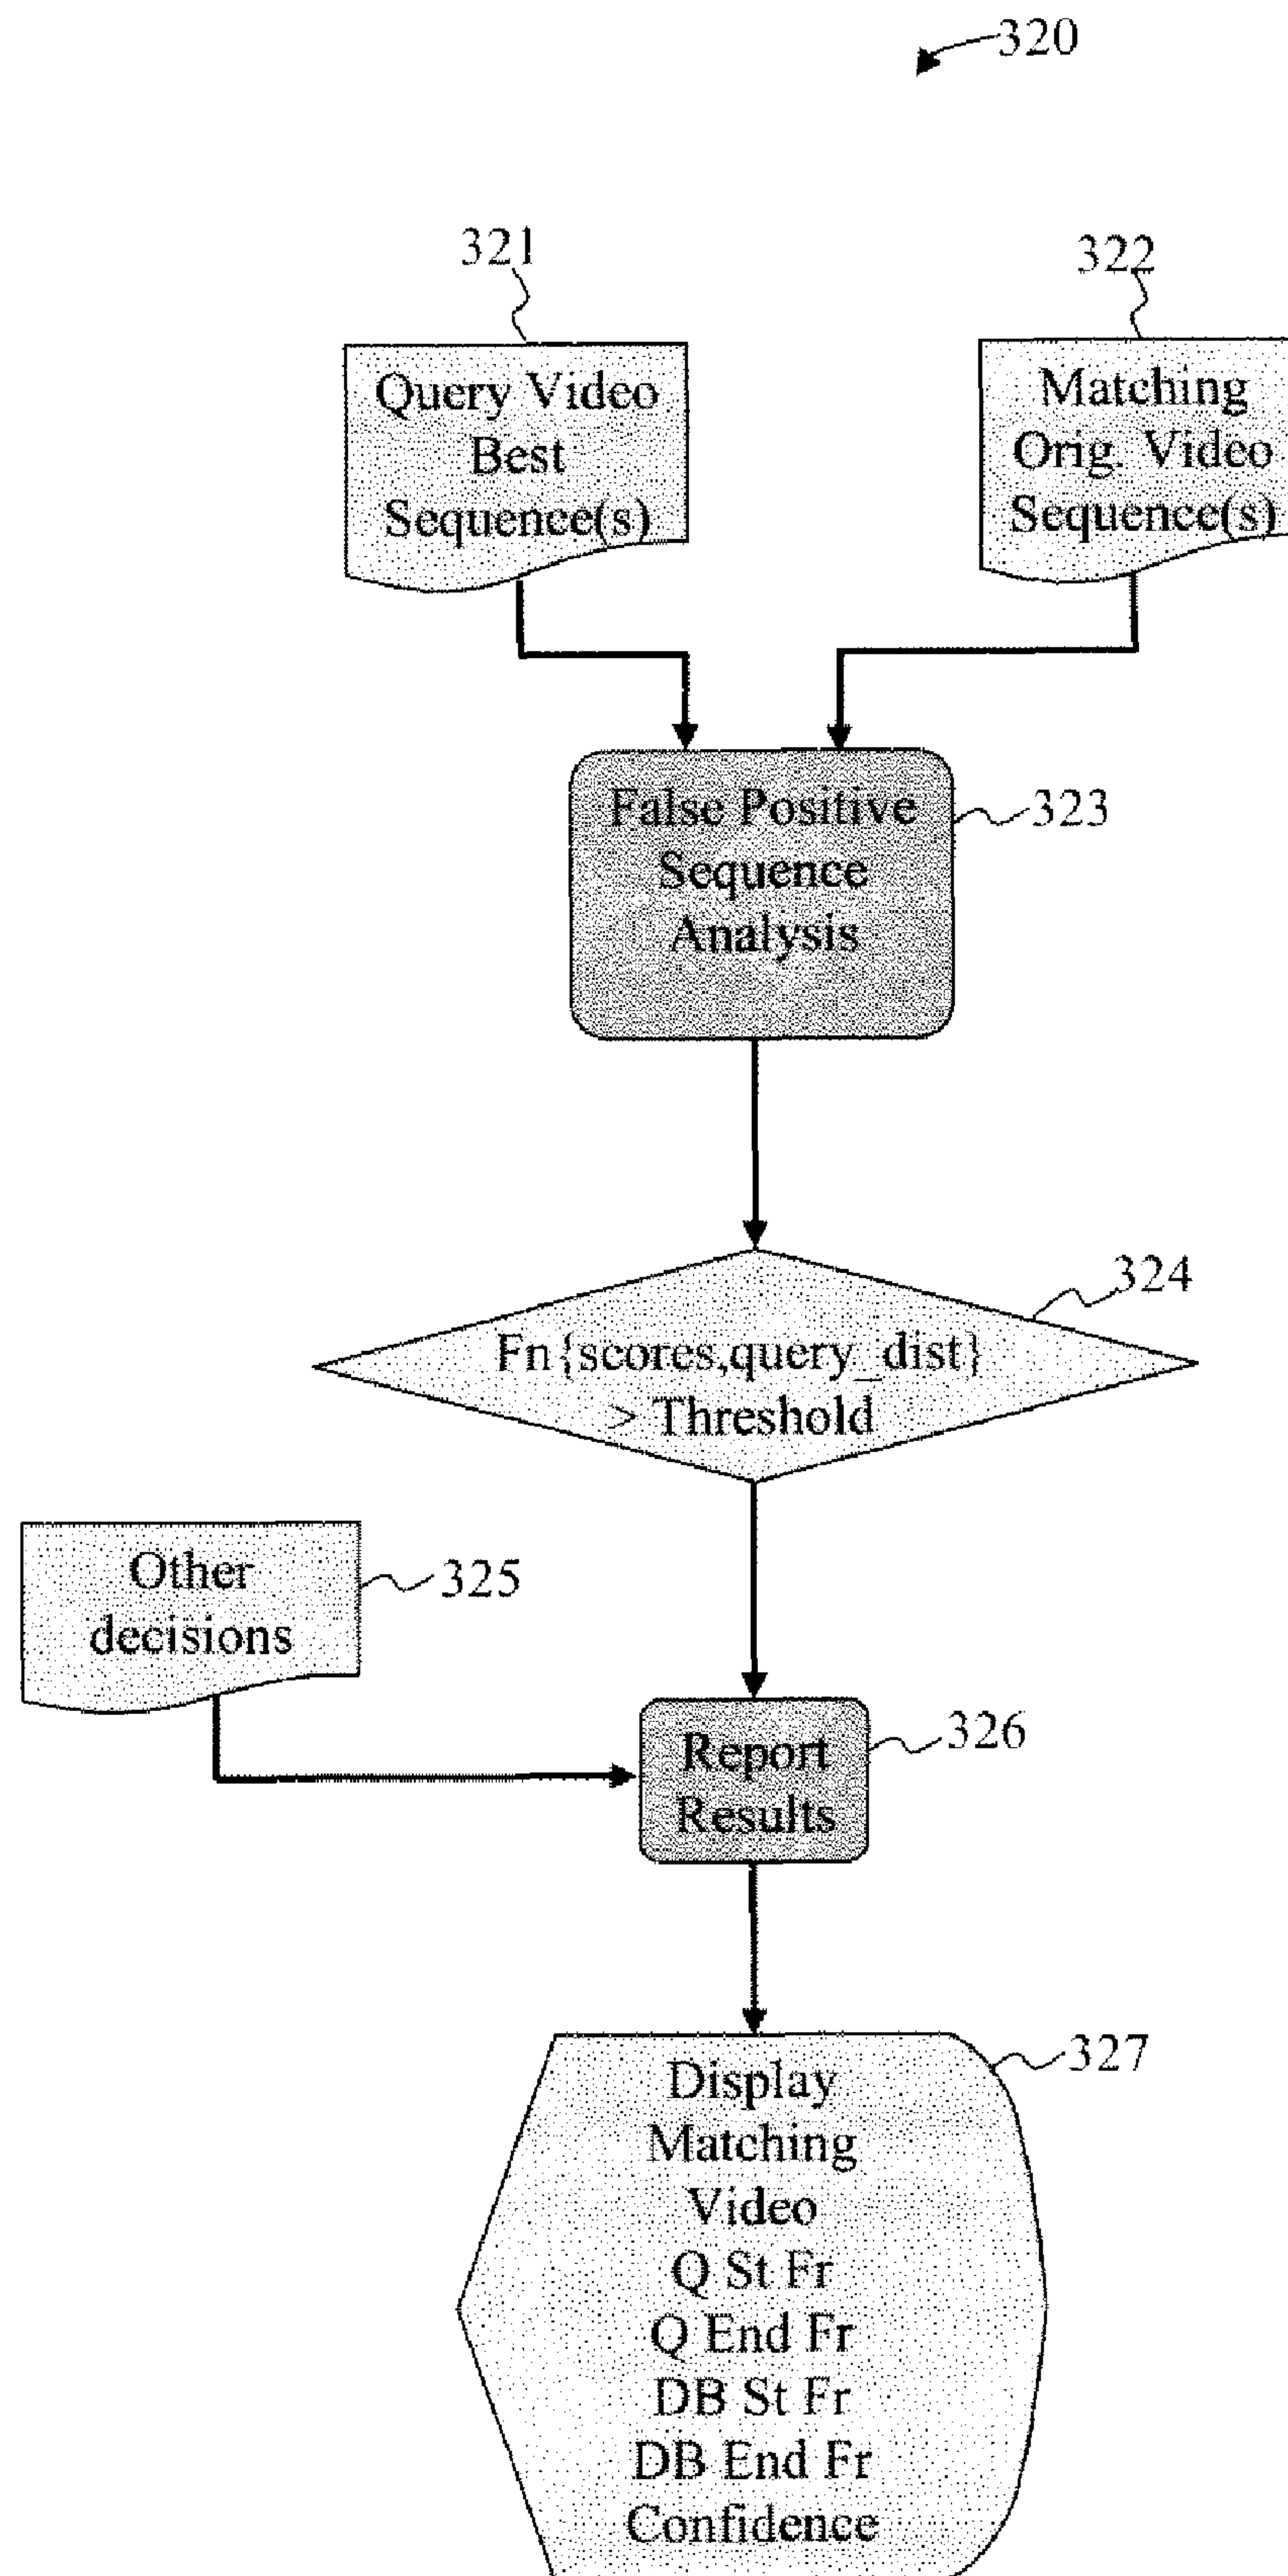 320
321
322
Query Video
Best
Sequence(s)
Matching
Orig. Video
Sequence(s)
False Positive
Sequence
Analysis
323
324
Fn{scores,query_dist}
> Threshold
Other
decisions
325
Report
Results
326
327
Display
Matching
Video
Q St Fr
Q End Fr
DB St Fr
DB End Fr
Confidence